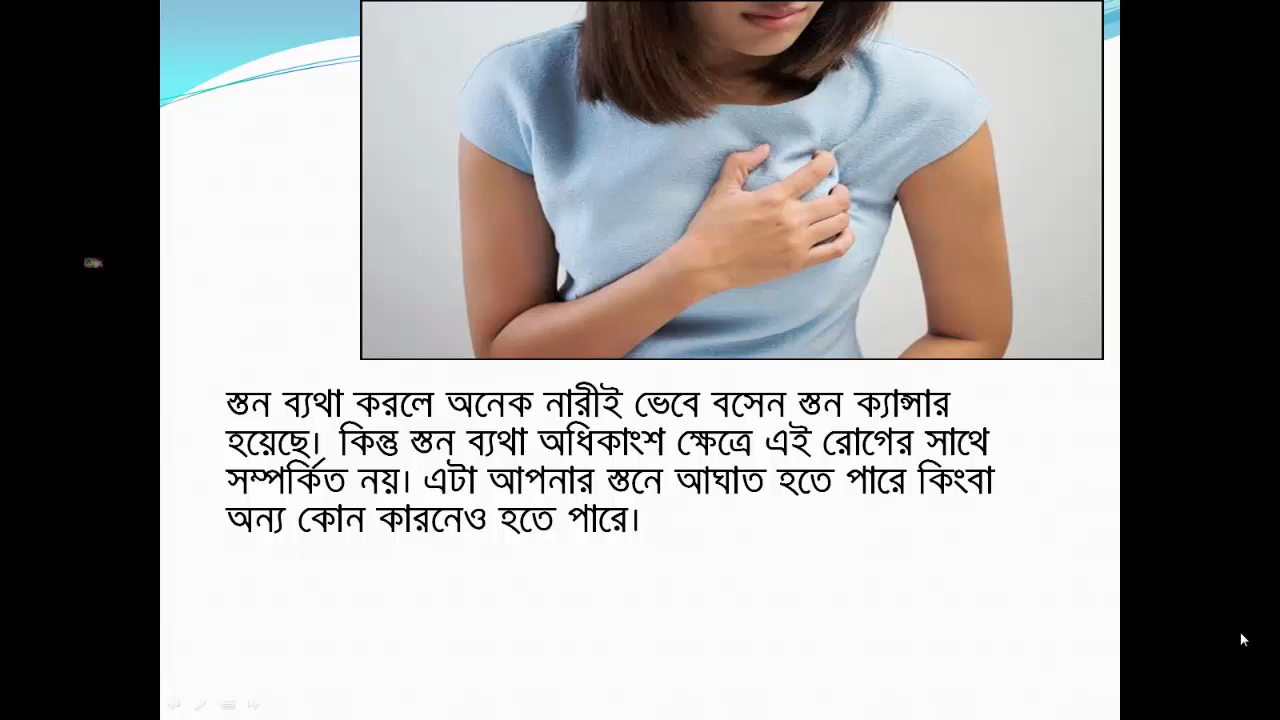 স্তন ব্যথা করলে অনেক নারীই ভেবে বসেন স্তন ক্যান্সার
হয়েছে। কিন্তু স্তন ব্যথা অধিকাংশ ক্ষেত্রে এই রোগের সাথে
সম্পর্কিত নয়। এটা আপনার স্তনে আঘাত হতে পারে কিংবা
অন্য কোন কারনেও হতে পারে।